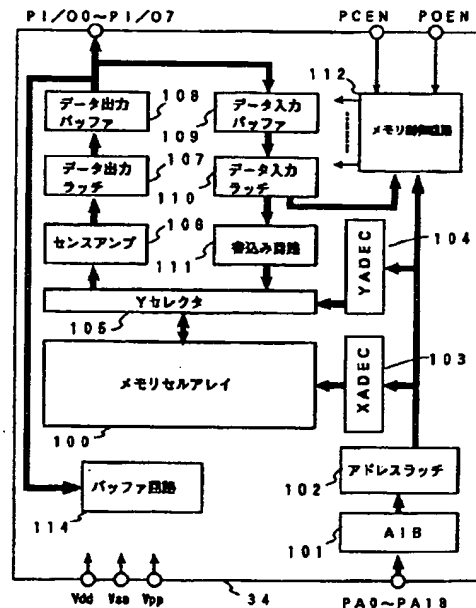 PI/O0~PI/O7
PCEN
POEN
112
データ出力
バッファ
108
データ入力
バッファ
109
メモリ制御回路
データ出力
ラッチ
107
データ入力
ラッチ
110
センスアンプ
106
書込み回路
111
YADEC
104
Yセレクタ
105
メモリセルアレイ
100
XADEC
103
アドレスラッチ
102
バッファ回路
114
AIB
101
Vdd
Vss
Vpp
34
PA0~PA18